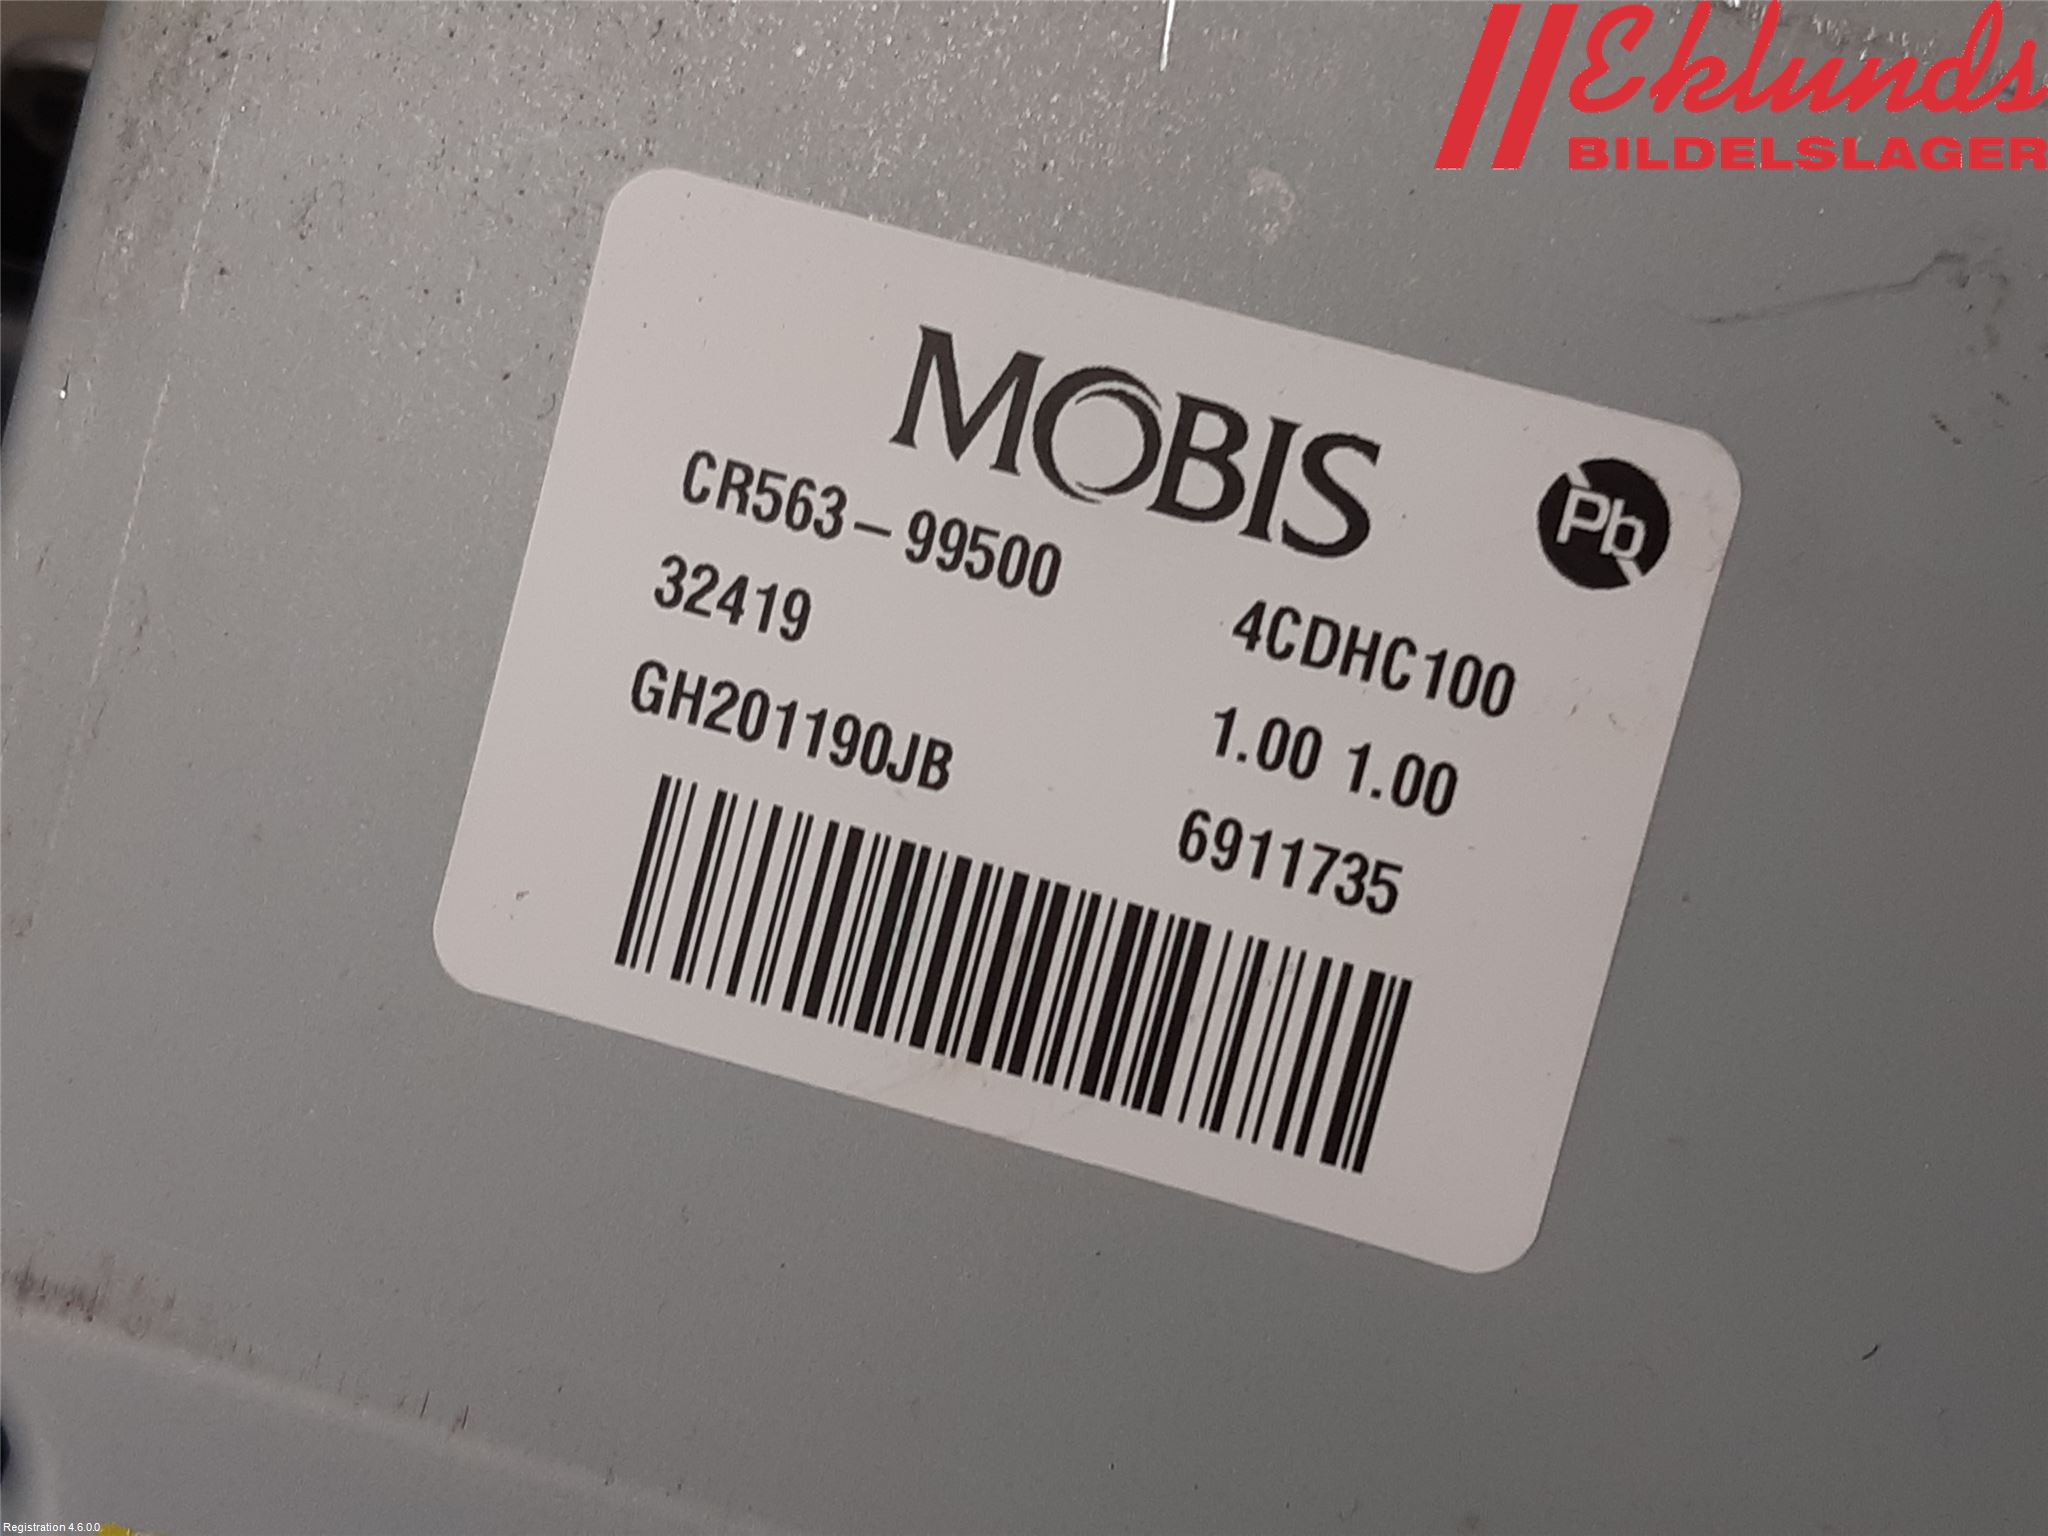 Eklunds
BILDELSLAGER
MOBIS
Pb
CR563-99500
4CDHC100
32419
1.00 1.00
GH201190JB
6911735
Registration 4.6.0.0